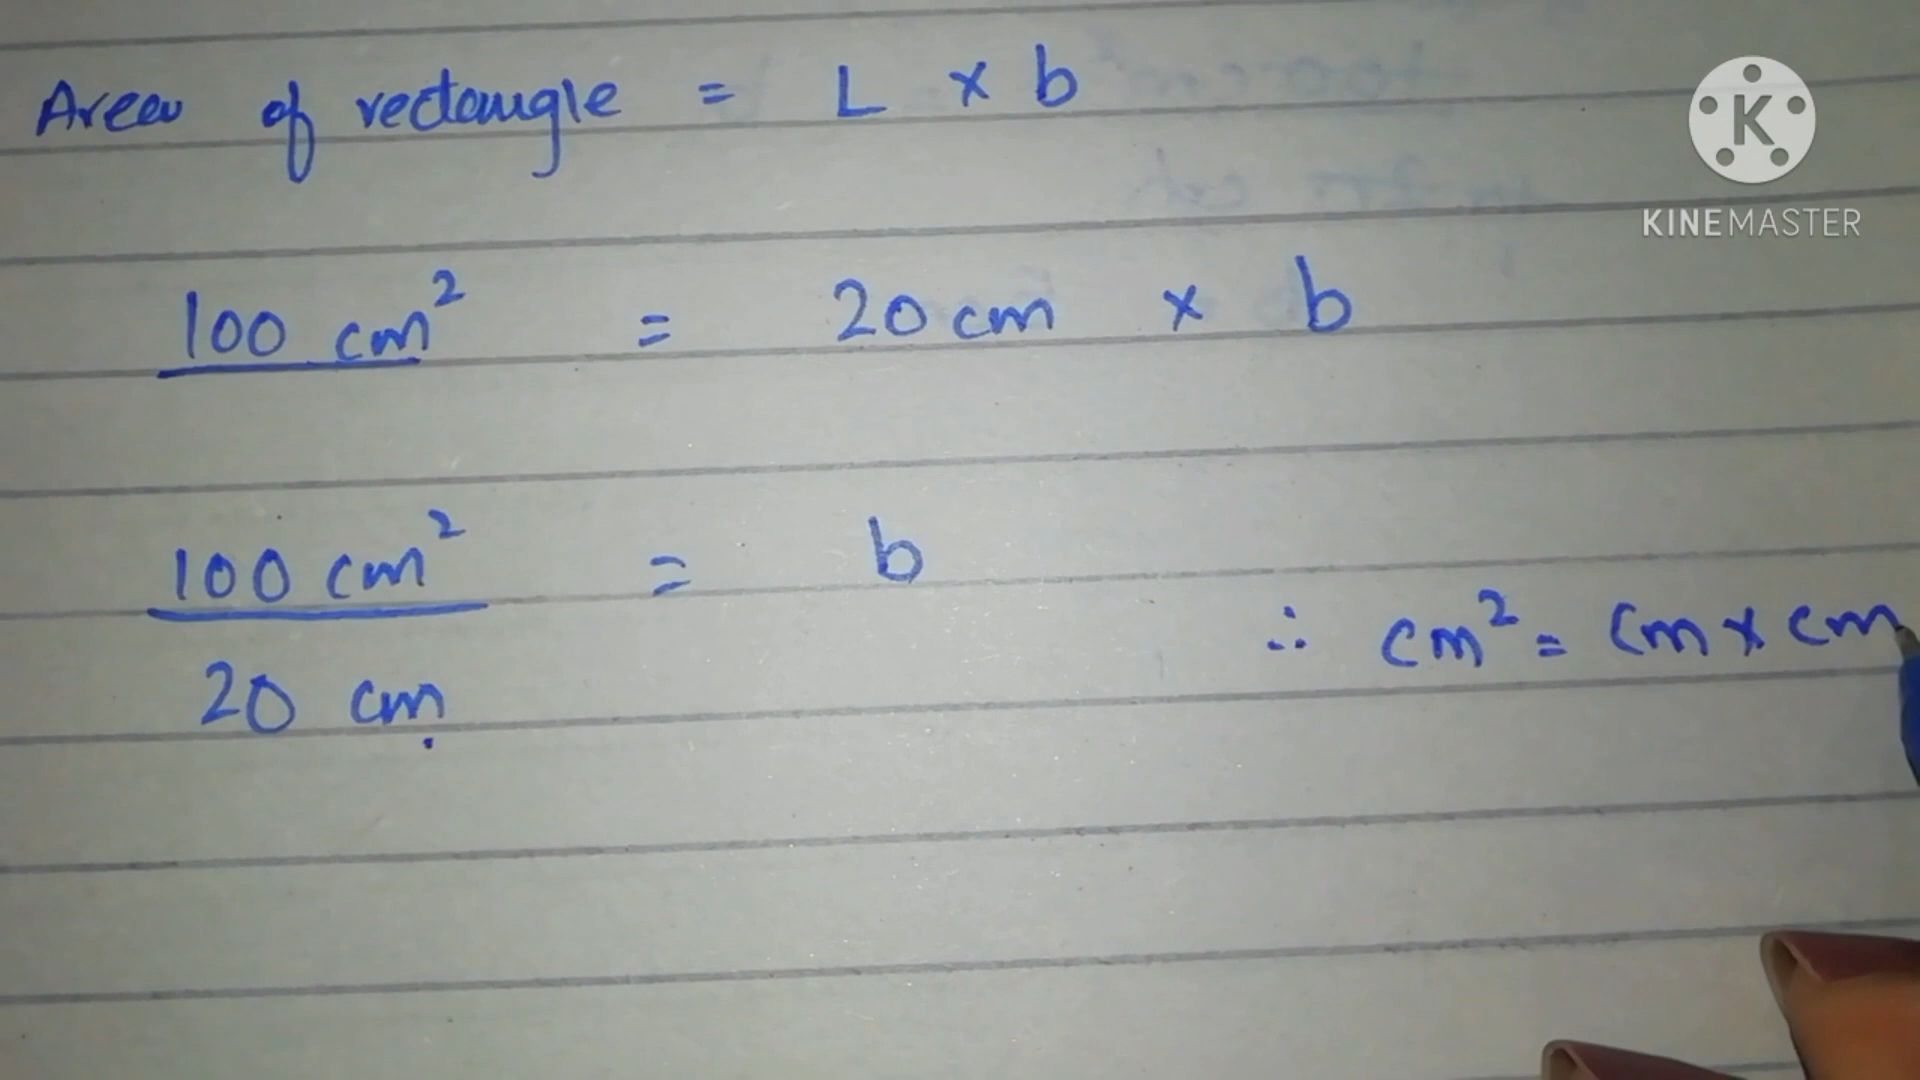 Area of rectangle = L × b
K
KINEMASTER
100 cm² = 20 cm × b
100 cm² = b
20 cm
∴ cm² = cm × cm